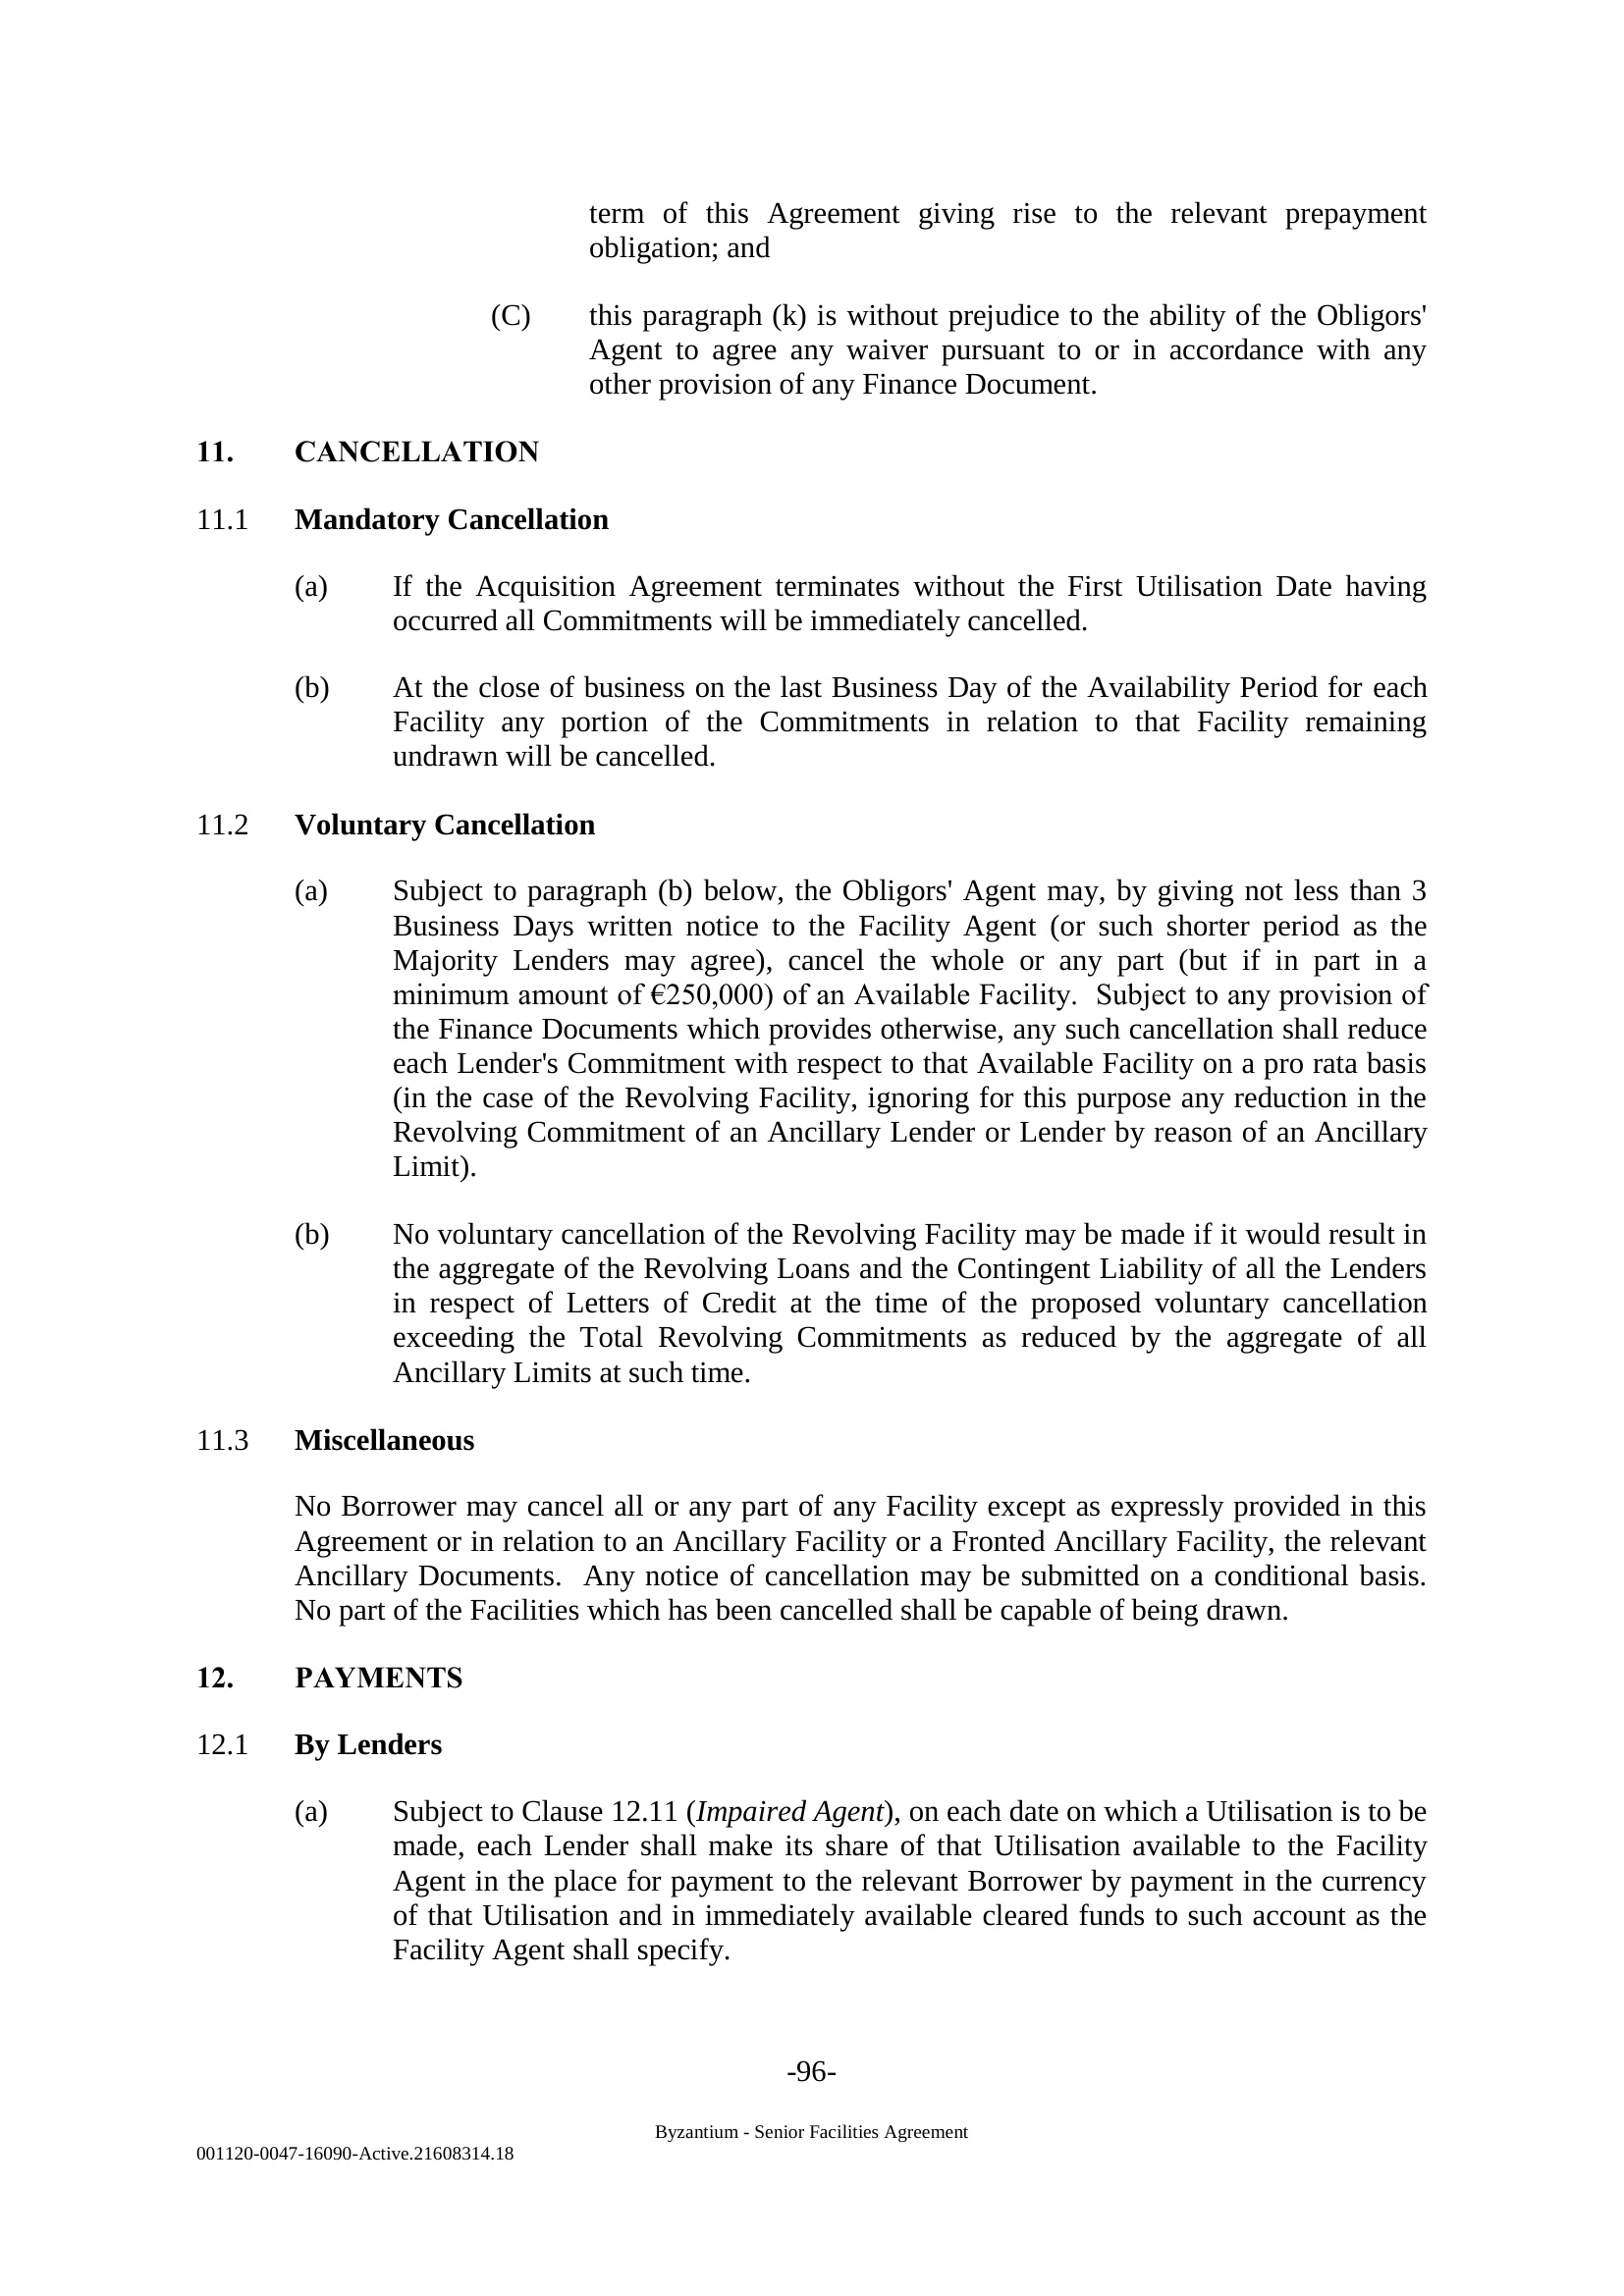 term of this Agreement giving rise to the relevant prepayment
obligation; and
(C) this paragraph (k) is without prejudice to the ability of the Obligors'
Agent to agree any waiver pursuant to or in accordance with any
other provision of any Finance Document.
11. CANCELLATION
11.1 Mandatory Cancellation
(a) If the Acquisition Agreement terminates without the First Utilisation Date having
occurred all Commitments will be immediately cancelled.
(b) At the close of business on the last Business Day of the Availability Period for each
Facility any portion of the Commitments in relation to that Facility remaining
undrawn will be cancelled.
11.2 Voluntary Cancellation
(a) Subject to paragraph (b) below, the Obligors' Agent may, by giving not less than 3
Business Days written notice to the Facility Agent (or such shorter period as the
Majority Lenders may agree), cancel the whole or any part (but if in part in a
minimum amount of €250,000) of an Available Facility. Subject to any provision of
the Finance Documents which provides otherwise, any such cancellation shall reduce
each Lender's Commitment with respect to that Available Facility on a pro rata basis
(in the case of the Revolving Facility, ignoring for this purpose any reduction in the
Revolving Commitment of an Ancillary Lender or Lender by reason of an Ancillary
Limit).
(b) No voluntary cancellation of the Revolving Facility may be made if it would result in
the aggregate of the Revolving Loans and the Contingent Liability of all the Lenders
in respect of Letters of Credit at the time of the proposed voluntary cancellation
exceeding the Total Revolving Commitments as reduced by the aggregate of all
Ancillary Limits at such time.
11.3 Miscellaneous
No Borrower may cancel all or any part of any Facility except as expressly provided in this
Agreement or in relation to an Ancillary Facility or a Fronted Ancillary Facility, the relevant
Ancillary Documents. Any notice of cancellation may be submitted on a conditional basis.
No part of the Facilities which has been cancelled shall be capable of being drawn.
12. PAYMENTS
12.1 By Lenders
(a) Subject to Clause 12.11 (Impaired Agent), on each date on which a Utilisation is to be
made, each Lender shall make its share of that Utilisation available to the Facility
Agent in the place for payment to the relevant Borrower by payment in the currency
of that Utilisation and in immediately available cleared funds to such account as the
Facility Agent shall specify.
-96-
Byzantium - Senior Facilities Agreement
001120-0047-16090-Active.21608314.18